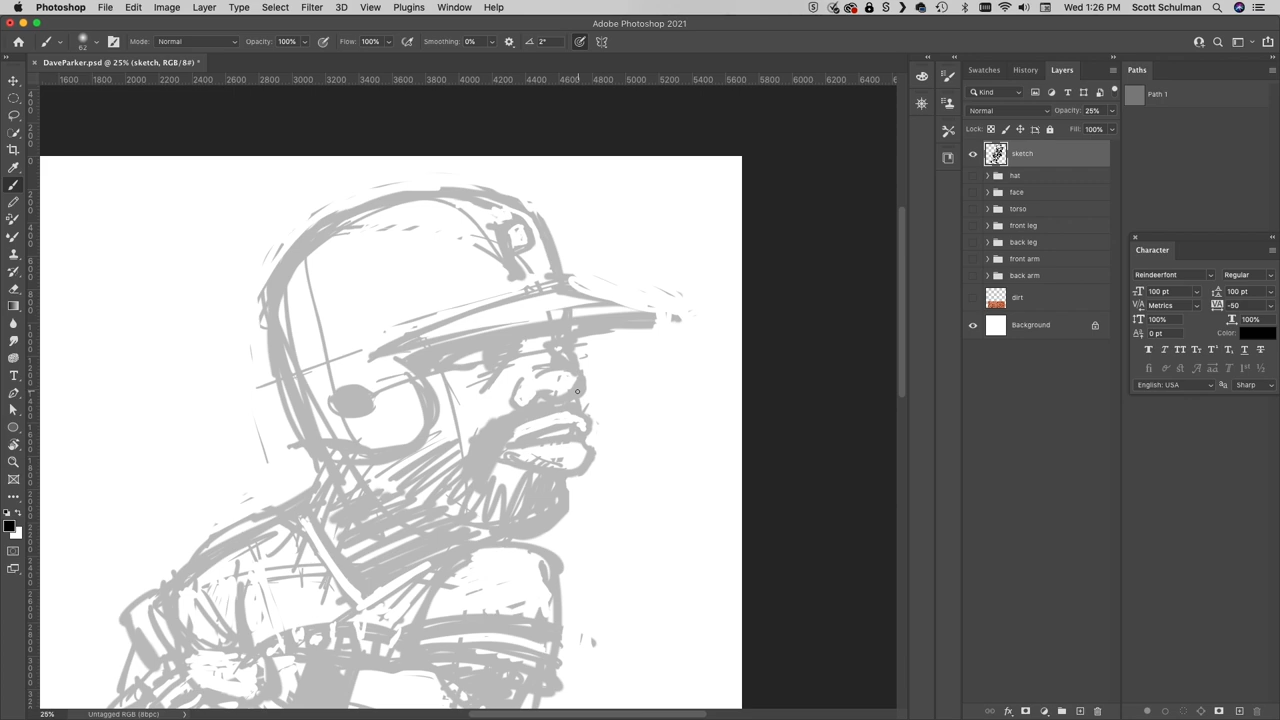 Photoshop File Edit Image Layer Type Select Filter 3D View Plugins Window Help Wed 1:26 PM Scott Schulman
Adobe Photoshop 2021
62 Mode: Normal Opacity: 100% Flow: 100% Smoothing: 0% 2°
DaveParker.psd @ 25% (sketch, RGB/8#) *
1600 1800 2000 2200 2400 2600 2800 3000 3200 3400 3600 3800 4000 4200 4400 4600 4800 5000 5200 5400 5600 5800 6000 6200 6400
Swatches History Layers
Paths
Kind
Path 1
Normal Opacity: 25%
Lock: Fill: 100%
sketch
hat
face
torso
front leg
back leg
front arm
back arm
dirt
Background
Character
Reindeerfont Regular
100 pt 100 pt
Metrics -50
100% 100%
0 pt Color:
English: USA Sharp
P
25% Untagged RGB (8bpc)